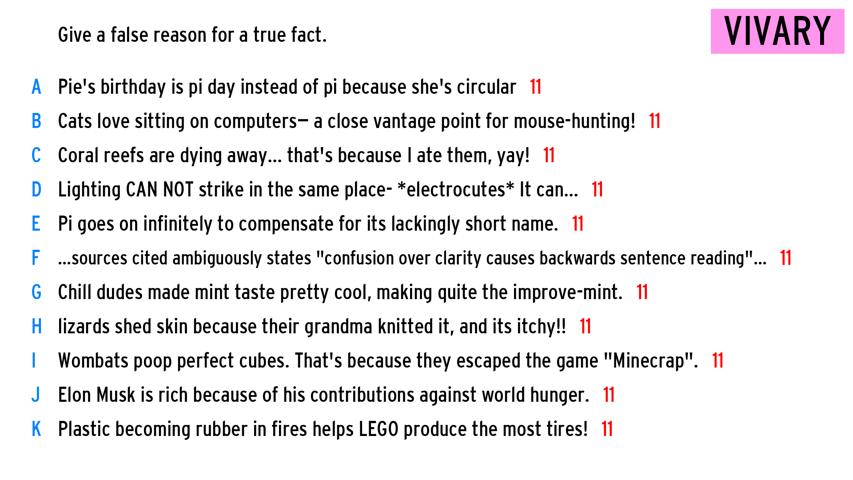 Give a false reason for a true fact.
VIVARY
A Pie's birthday is pi day instead of pi because she's circular 11
B Cats love sitting on computers— a close vantage point for mouse-hunting! 11
C Coral reefs are dying away... that's because I ate them, yay! 11
D Lighting CAN NOT strike in the same place- *electrocutes* It can... 11
E Pi goes on infinitely to compensate for its lackingly short name. 11
F ...sources cited ambiguously states "confusion over clarity causes backwards sentence reading"... 11
G Chill dudes made mint taste pretty cool, making quite the improve-mint. 11
H lizards shed skin because their grandma knitted it, and its itchy!! 11
I Wombats poop perfect cubes. That's because they escaped the game "Minecrap". 11
J Elon Musk is rich because of his contributions against world hunger. 11
K Plastic becoming rubber in fires helps LEGO produce the most tires! 11